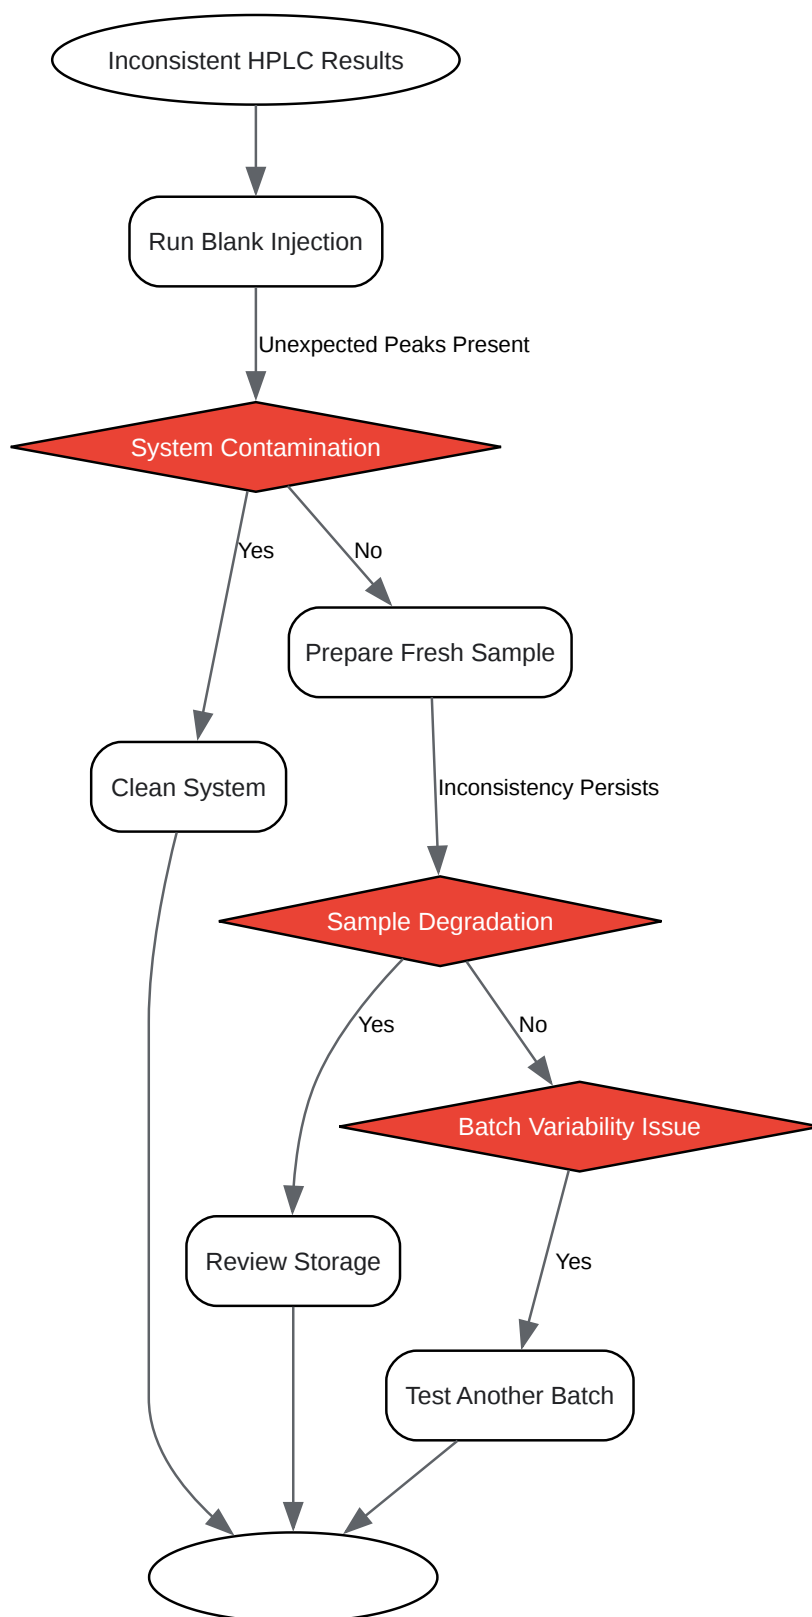 Inconsistent HPLC Results
Run Blank Injection
Unexpected Peaks Present
System Contamination
Yes
No
Prepare Fresh Sample
Clean System
Inconsistency Persists
Sample Degradation
Yes
No
Batch Variability Issue
Review Storage
Yes
Test Another Batch